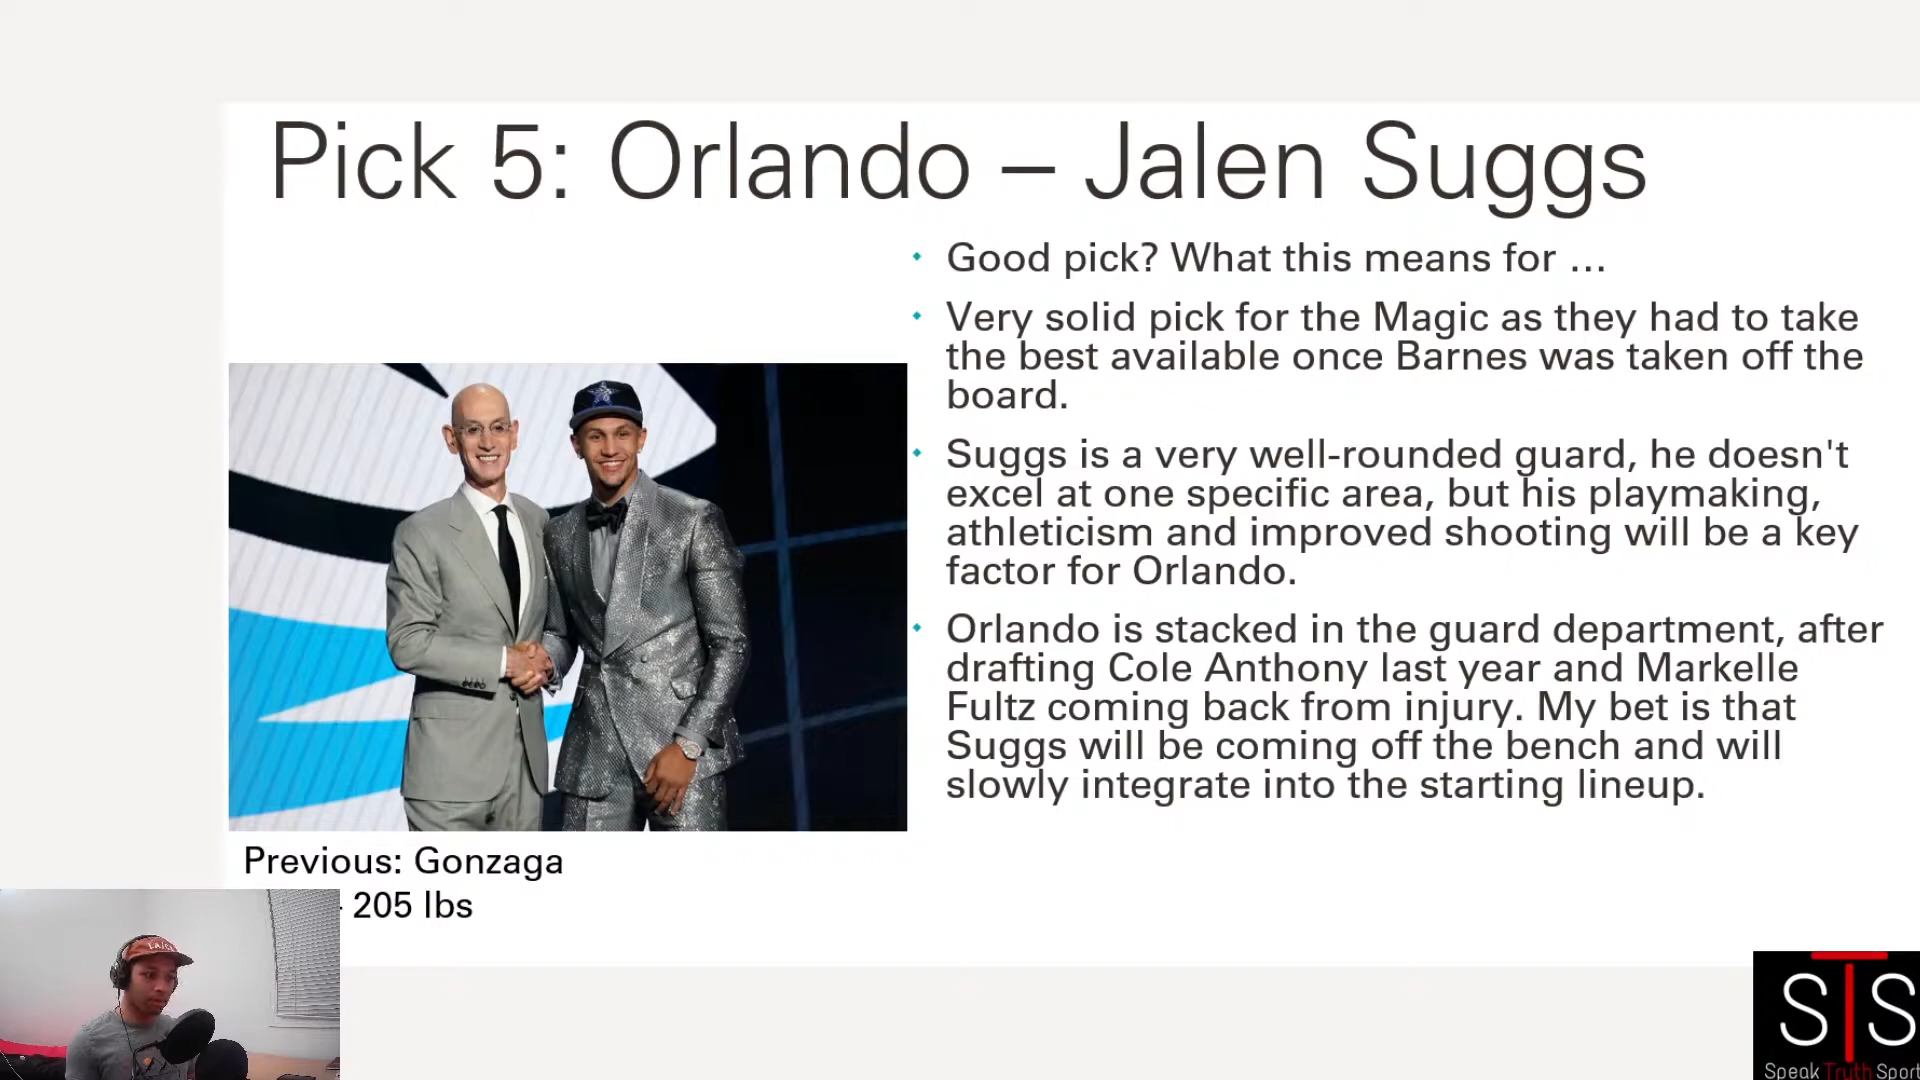 Pick 5: Orlando – Jalen Suggs
Good pick? What this means for ...
Very solid pick for the Magic as they had to take
the best available once Barnes was taken off the
board.
Suggs is a very well-rounded guard, he doesn't
excel at one specific area, but his playmaking,
athleticism and improved shooting will be a key
factor for Orlando.
Orlando is stacked in the guard department, after
drafting Cole Anthony last year and Markelle
Fultz coming back from injury. My bet is that
Suggs will be coming off the bench and will
slowly integrate into the starting lineup.
Previous: Gonzaga
- 205 lbs
STS
Speak Truth Sport